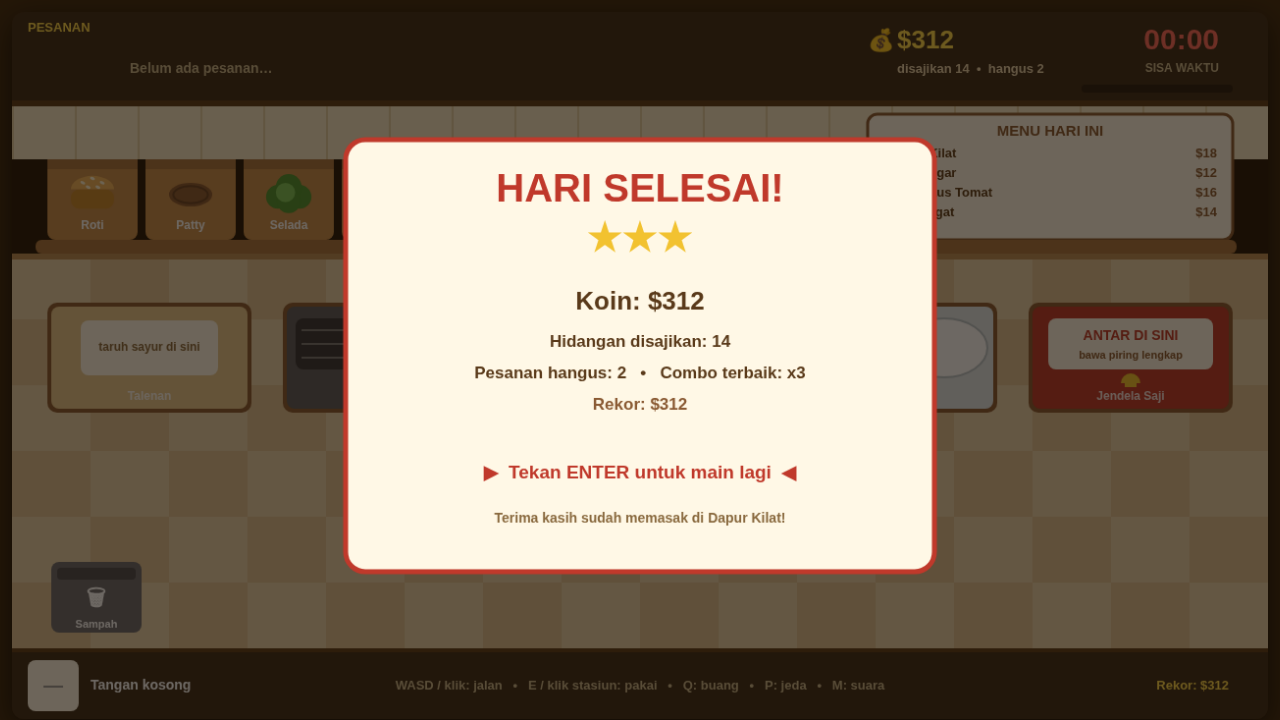 PESANAN
Belum ada pesanan…
$312
disajikan 14 • hangus 2
00:00
SISA WAKTU
MENU HARI INI
$18
$12
Tomat $16
$14
Roti
Patty
Selada
HARI SELESAI!
★★★
Koin: $312
Hidangan disajikan: 14
Pesanan hangus: 2 • Combo terbaik: x3
Rekor: $312
▶ Tekan ENTER untuk main lagi ◀
Terima kasih sudah memasak di Dapur Kilat!
taruh sayur di sini
Talenan
ANTAR DI SINI
bawa piring lengkap
Jendela Saji
Sampah
— Tangan kosong
WASD / klik: jalan • E / klik stasiun: pakai • Q: buang • P: jeda • M: suara
Rekor: $312